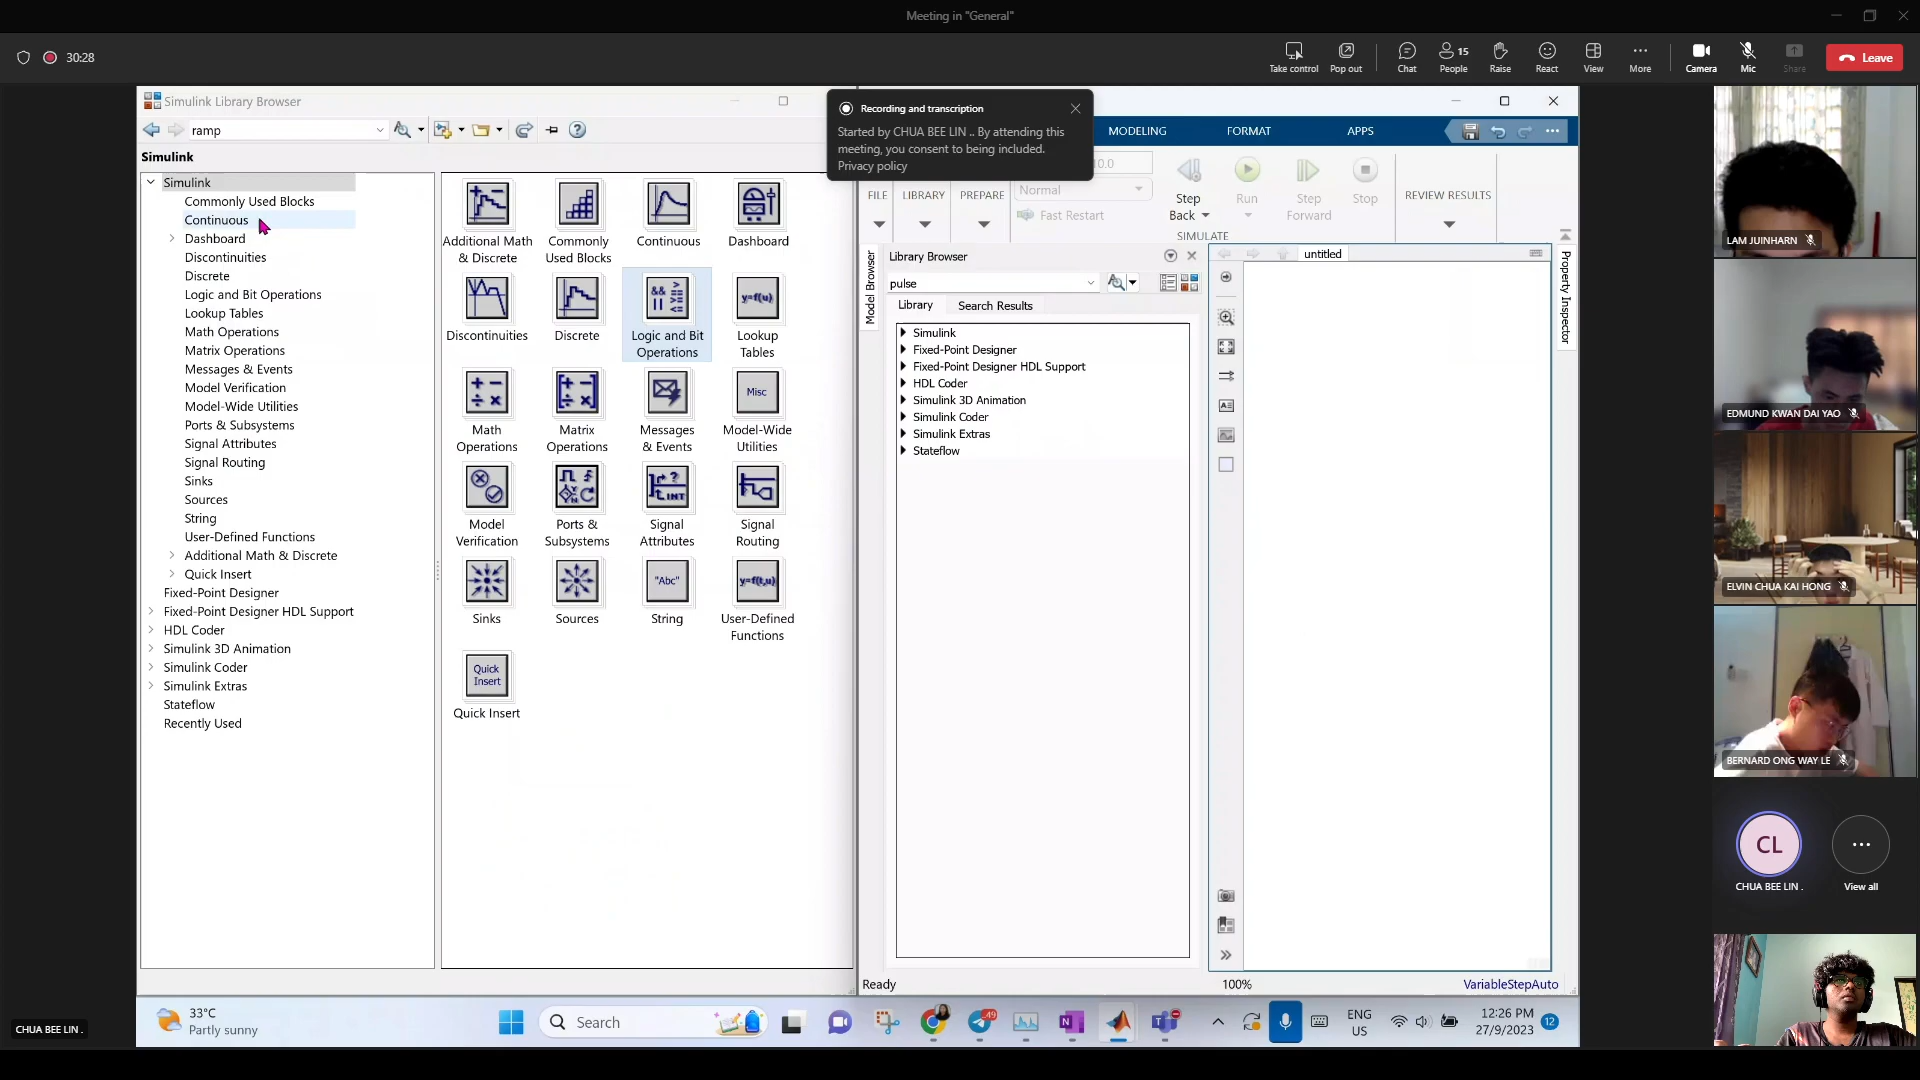 Meeting in "General"
30:28
Take control
Pop out
Chat
People
15
Raise
React
View
More
Camera
Mic
Share
Leave
Simulink Library Browser
ramp
Simulink
Simulink
Commonly Used Blocks
Continuous
Dashboard
Discontinuities
Discrete
Logic and Bit Operations
Lookup Tables
Math Operations
Matrix Operations
Messages & Events
Model Verification
Model-Wide Utilities
Ports & Subsystems
Signal Attributes
Signal Routing
Sinks
Sources
String
User-Defined Functions
Additional Math & Discrete
Quick Insert
Fixed-Point Designer
Fixed-Point Designer HDL Support
HDL Coder
Simulink 3D Animation
Simulink Coder
Simulink Extras
Stateflow
Recently Used
Additional Math
& Discrete
Commonly
Used Blocks
Continuous
Dashboard
Discontinuities
Discrete
Logic and Bit
Operations
y=f(u)
Lookup
Tables
Math
Operations
Matrix
Operations
Messages
& Events
Misc
Model-Wide
Utilities
Model
Verification
Ports &
Subsystems
INT
Signal
Attributes
Signal
Routing
Sinks
Sources
"Abc"
String
y=f(t,u)
User-Defined
Functions
Quick
Insert
Quick Insert
Recording and transcription
Started by CHUA BEE LIN .. By attending this
meeting, you consent to being included.
Privacy policy
MODELING
FORMAT
APPS
FILE
LIBRARY
PREPARE
10.0
Normal
Fast Restart
Step
Back
Run
Step
Forward
Stop
SIMULATE
REVIEW RESULTS
Model Browser
Library Browser
pulse
Library
Search Results
Simulink
Fixed-Point Designer
Fixed-Point Designer HDL Support
HDL Coder
Simulink 3D Animation
Simulink Coder
Simulink Extras
Stateflow
untitled
Property Inspector
Ready
100%
VariableStepAuto
LAM JUINHARN
EDMUND KWAN DAI YAO
ELVIN CHUA KAI HONG
BERNARD ONG WAY LE
CL
CHUA BEE LIN .
View all
CHUA BEE LIN .
33°C
Partly sunny
Search
49
ENG
US
12:26 PM
27/9/2023
12